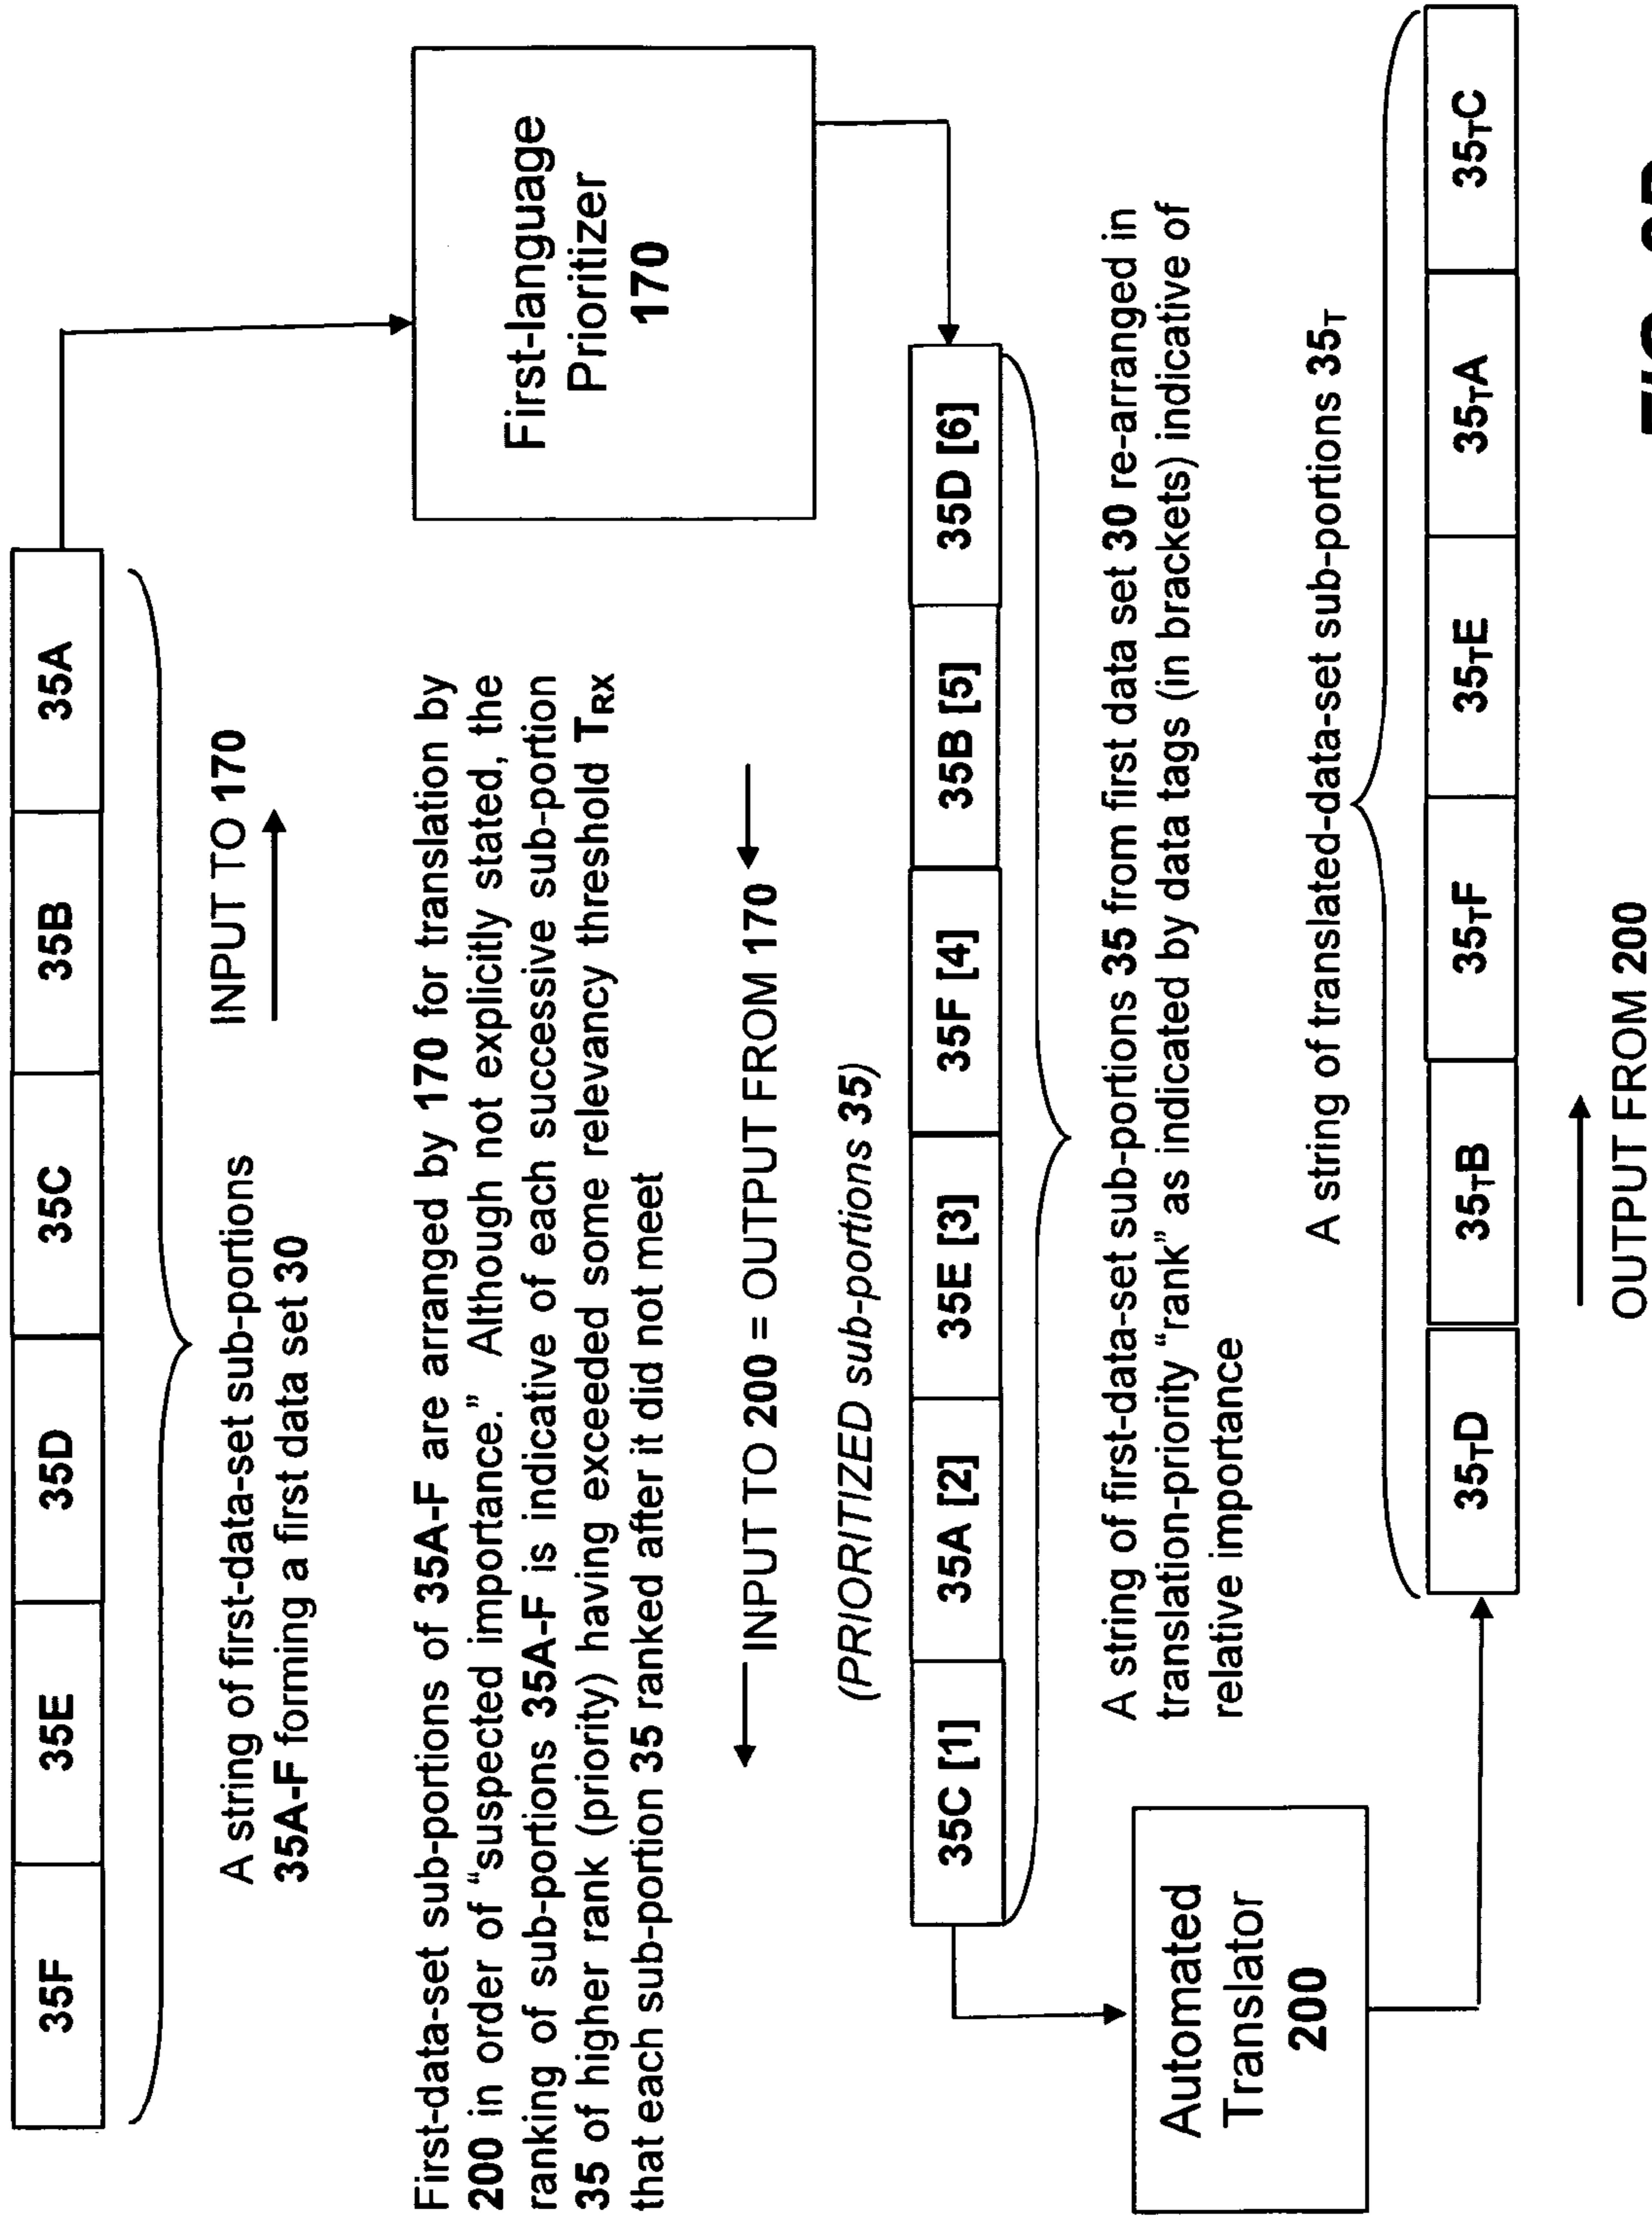 35F 35E 35D 35C 35B 35A
A string of first-data-set sub-portions
35A-F forming a first data set 30
INPUT TO 170
First-language
Prioritizer
170
First-data-set sub-portions of 35A-F are arranged by 170 for translation by
200 in order of “suspected importance.” Although not explicitly stated, the
ranking of sub-portions 35A-F is indicative of each successive sub-portion
35 of higher rank (priority) having exceeded some relevancy threshold TRX
that each sub-portion 35 ranked after it did not meet
INPUT TO 200 = OUTPUT FROM 170
(PRIORITIZED sub-portions 35)
35C [1] 35A [2] 35E [3] 35F [4] 35B [5] 35D [6]
A string of first-data-set sub-portions 35 from first data set 30 re-arranged in
translation-priority “rank” as indicated by data tags (in brackets) indicative of
relative importance
Automated
Translator
200
A string of translated-data-set sub-portions 35T
35TD 35TB 35TF 35TE 35TA 35TC
OUTPUT FROM 200